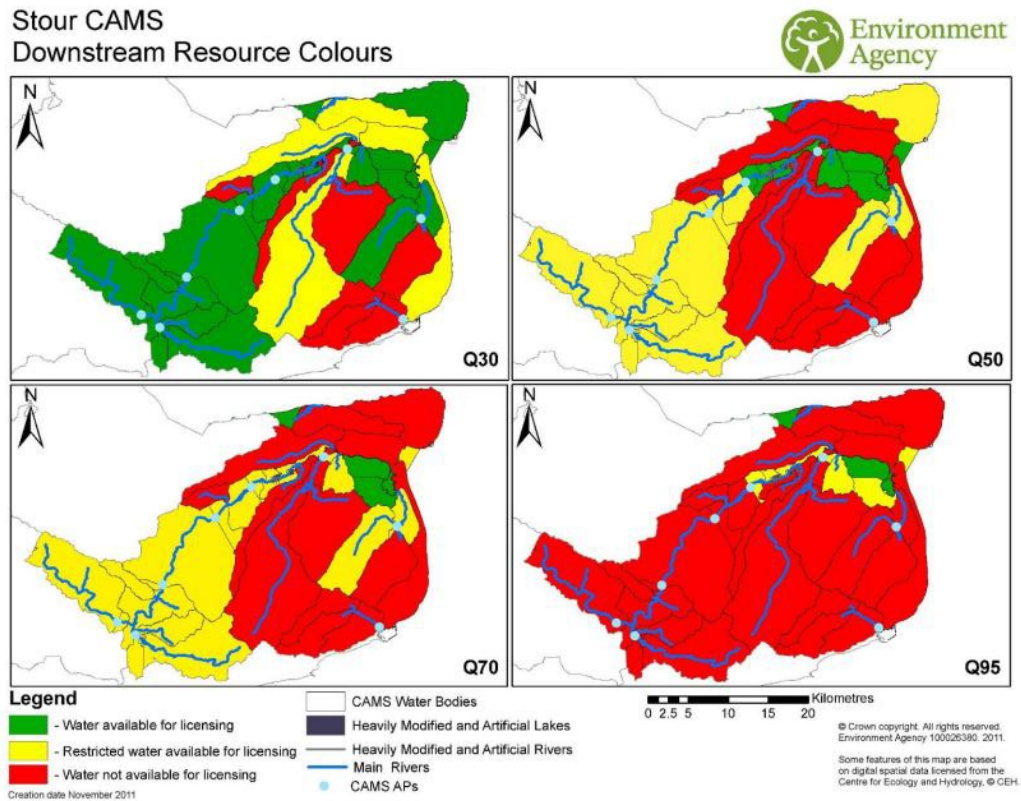 Stour CAMS
Downstream Resource Colours
Environment
Agency
N
Q30
N
Q50
N
Q70
N
Q95
Legend
- Water available for licensing
- Restricted water available for licensing
- Water not available for licensing
Creation date November 2011
CAMS Water Bodies
Heavily Modified and Artificial Lakes
Heavily Modified and Artificial Rivers
Main Rivers
CAMS APs
Kilometres
0 2.5 5 10 15 20
© Crown copyright. All rights reserved.
Environment Agency 100026380. 2011.
Some features of this map are based
on digital spatial data licensed from the
Centre for Ecology and Hydrology, © CEH.